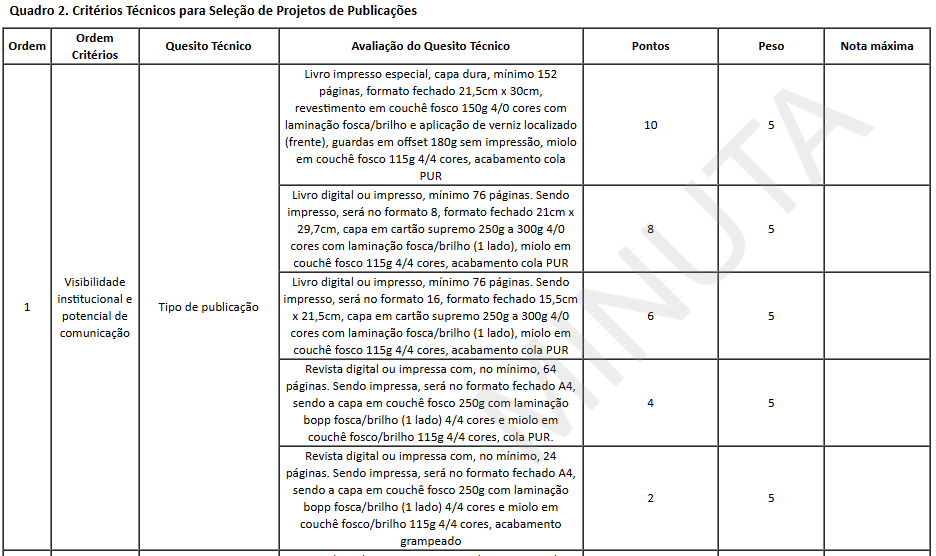 Quadro 2. Critérios Técnicos para Seleção de Projetos de Publicações
Ordem
Ordem
Critérios
Quesito Técnico
Avaliação do Quesito Técnico
Pontos
Peso
Nota máxima
1
Visibilidade
institucional e
potencial de
comunicação
Tipo de publicação
Livro impresso especial, capa dura, mínimo 152
páginas, formato fechado 21,5cm x 30cm,
revestimento em couchê fosco 150g 4/0 cores com
laminação fosca/brilho e aplicação de verniz localizado
(frente), guardas em offset 180g sem impressão, miolo
em couchê fosco 115g 4/4 cores, acabamento cola
PUR
10
5
Livro digital ou impresso, mínimo 76 páginas. Sendo
impresso, será no formato 8, formato fechado 21cm x
29,7cm, capa em cartão supremo 250g a 300g 4/0
cores com laminação fosca/brilho (1 lado), miolo em
couchê fosco 115g 4/4 cores, acabamento cola PUR
8
5
Livro digital ou impresso, mínimo 76 páginas. Sendo
impresso, será no formato 16, formato fechado 15,5cm
x 21,5cm, capa em cartão supremo 250g a 300g 4/0
cores com laminação fosca/brilho (1 lado), miolo em
couchê fosco 115g 4/4 cores, acabamento cola PUR
6
5
Revista digital ou impressa com, no mínimo, 64
páginas. Sendo impressa, será no formato fechado A4,
sendo a capa em couchê fosco 250g com laminação
bopp fosca/brilho (1 lado) 4/4 cores e miolo em
couchê fosco/brilho 115g 4/4 cores, cola PUR.
4
5
Revista digital ou impressa com, no mínimo, 24
páginas. Sendo impressa, será no formato fechado A4,
sendo a capa em couchê fosco 250g com laminação
bopp fosca/brilho (1 lado) 4/4 cores e miolo em
couchê fosco/brilho 115g 4/4 cores, acabamento
grampeado
2
5
MINUTA